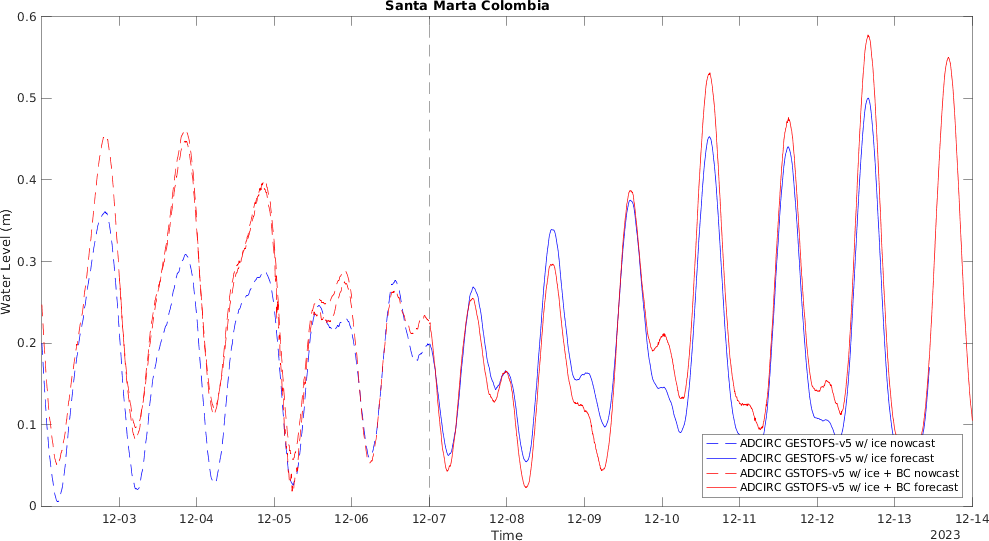 Santa Marta Colombia
0.6
0.5
0.4
0.3
0.2
0.1
0
Water Level (m)
12-03 12-04 12-05 12-06 12-07 12-08 12-09 12-10 12-11 12-12 12-13 12-14
Time
2023
ADCIRC GESTOFS-v5 w/ ice nowcast
ADCIRC GESTOFS-v5 w/ ice forecast
ADCIRC GSTOFS-v5 w/ ice + BC nowcast
ADCIRC GSTOFS-v5 w/ ice + BC forecast